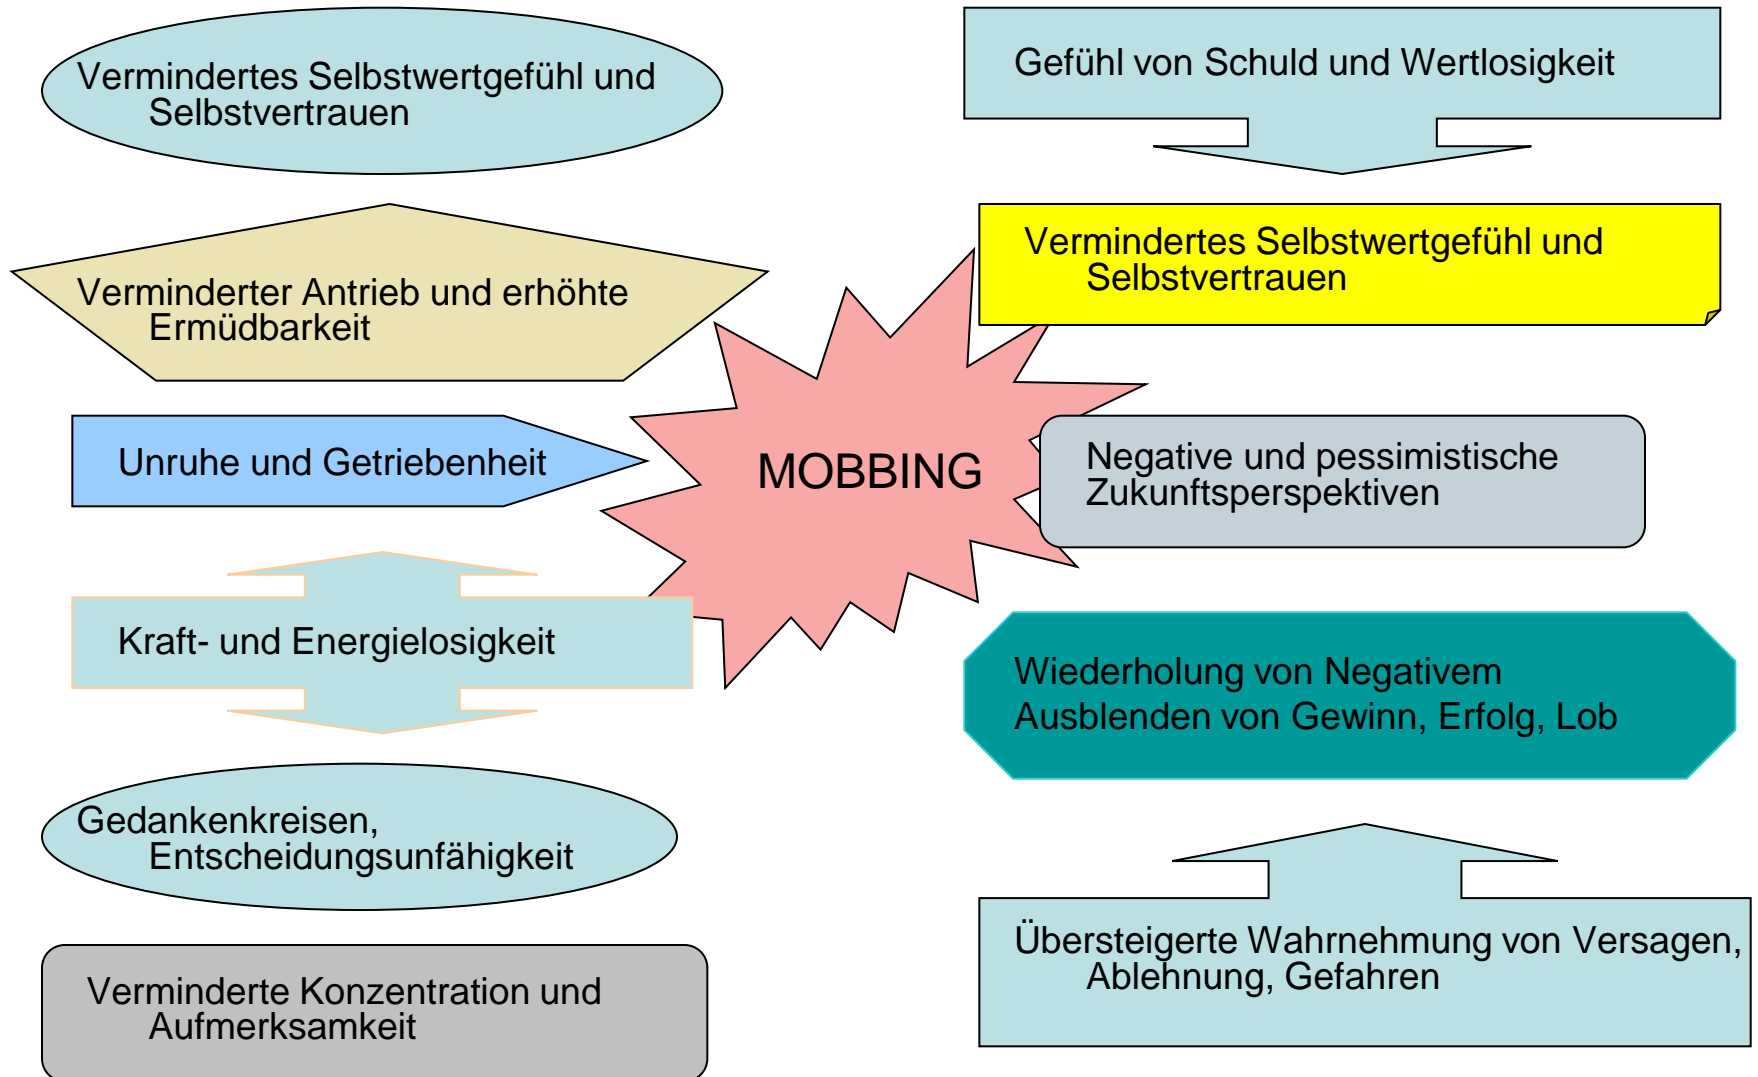 Vermindertes Selbstwertgefühl und
Selbstvertrauen
Verminderter Antrieb und erhöhte
Ermüdbarkeit
Unruhe und Getriebenheit
Kraft- und Energielosigkeit
Gedankenkreisen,
Entscheidungsunfähigkeit
Verminderte Konzentration und
Aufmerksamkeit
MOBBING
Gefühl von Schuld und Wertlosigkeit
Vermindertes Selbstwertgefühl und
Selbstvertrauen
Negative und pessimistische
Zukunftsperspektiven
Wiederholung von Negativem
Ausblenden von Gewinn, Erfolg, Lob
Übersteigerte Wahrnehmung von Versagen,
Ablehnung, Gefahren